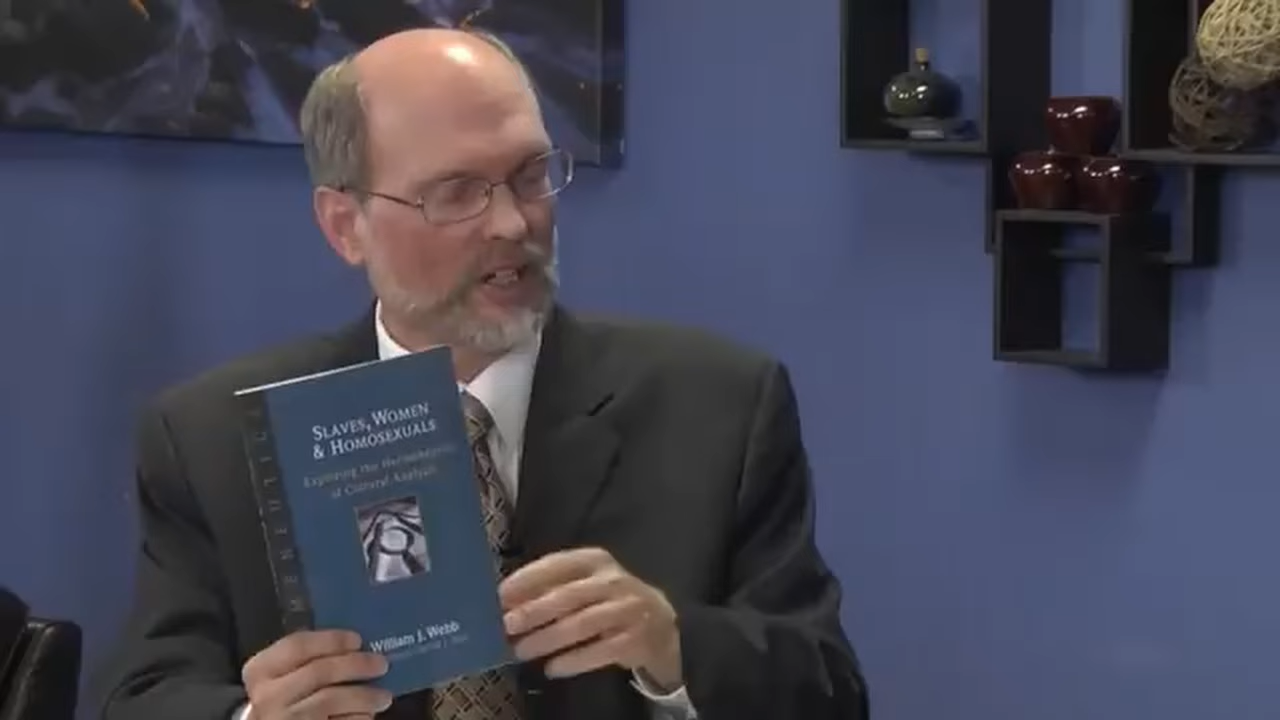 SLAVES, WOMEN
& HOMOSEXUALS
Exploring the Hermeneutics
of Cultural Analysis
William J. Webb